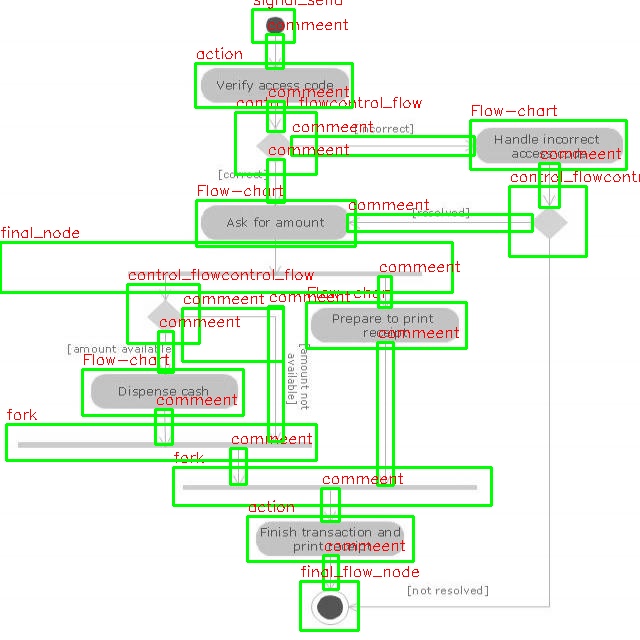 signal_send
commeent
action
Verify access code
commeent
control_flowcontrol_flow
commeent
[incorrect]
Flow-chart
Handle incorrect
access code
commeent
commeent
[correct]
control_flowcontr
Flow-chart
Ask for amount
commeent
[resolved]
final_node
commeent
control_flowcontrol_flow
commeent
commeent
Flow-chart
Prepare to print
receipt
commeent
commeent
[amount available]
[amount not
available]
Flow-chart
Dispense cash
commeent
fork
commeent
fork
commeent
action
Finish transaction and
print receipt
commeent
final_flow_node
[not resolved]